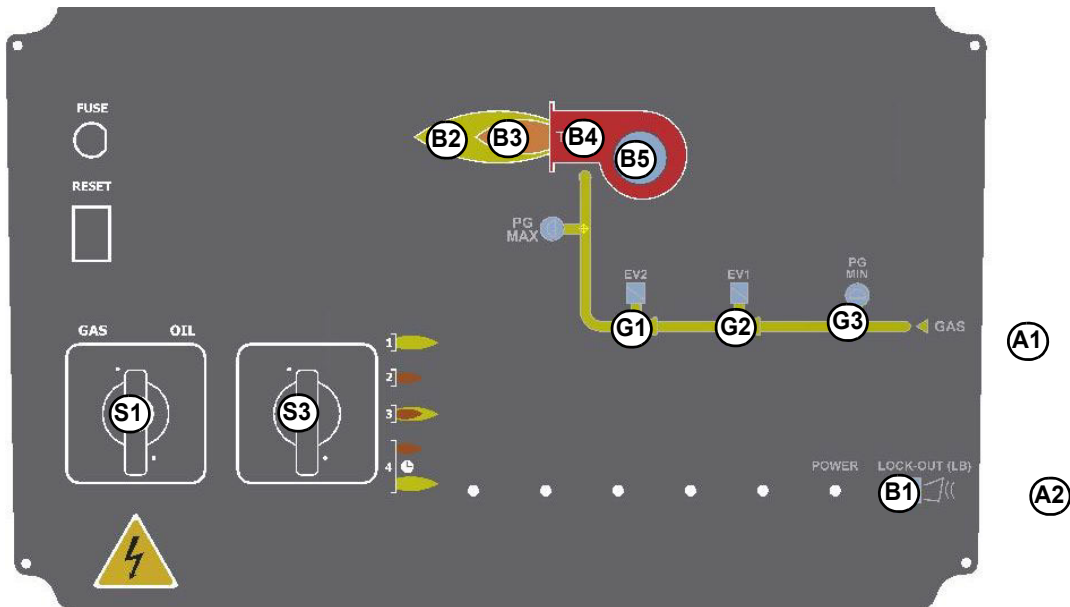 FUSE
B2 B3 B4
B5
RESET
PG
MAX
PG
MIN
EV2 EV1
G1 G2 G3
GAS
GAS OIL
A1
1
2
S1 S3
3
4
POWER LOCK-OUT (LB)
B1
A2